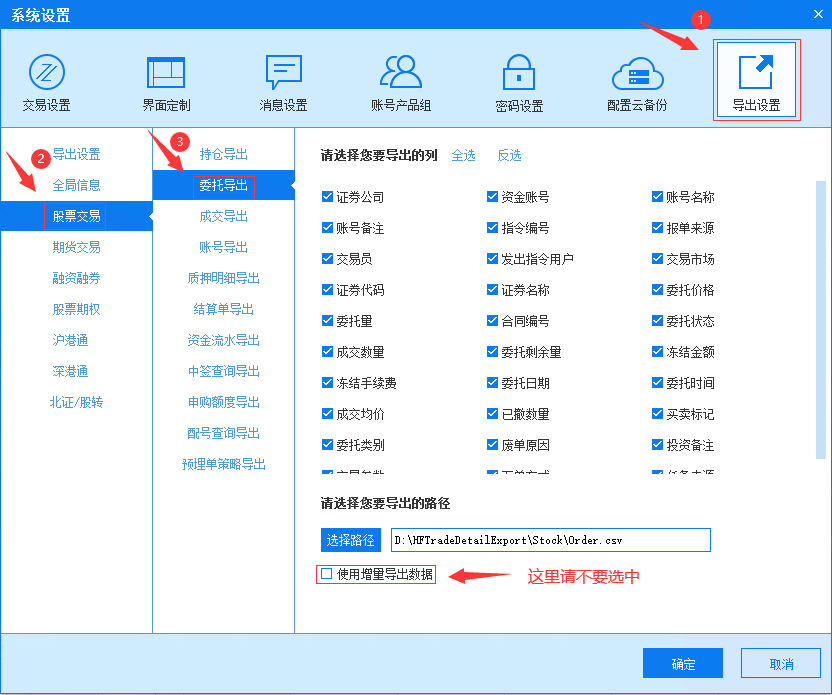 系统设置
1
交易设置
界面定制
消息设置
账号产品组
密码设置
配置云备份
导出设置
2
导出设置
全局信息
股票交易
期货交易
融资融券
股票期权
沪港通
深港通
北证/股转
3
持仓导出
委托导出
成交导出
账号导出
质押明细导出
结算单导出
资金流水导出
中签查询导出
申购额度导出
配号查询导出
预埋单策略导出
请选择您要导出的列 全选 反选
证券公司 资金账号 账号名称
账号备注 指令编号 报单来源
交易员 发出指令用户 交易市场
证券代码 证券名称 委托价格
委托量 合同编号 委托状态
成交数量 委托剩余量 冻结金额
冻结手续费 委托日期 委托时间
成交均价 已撤数量 买卖标记
委托类别 废单原因 投资备注
请选择您要导出的路径
选择路径 D:\HFTradeDetailExport\Stock\Order.csv
使用增量导出数据 这里请不要选中
确定 取消